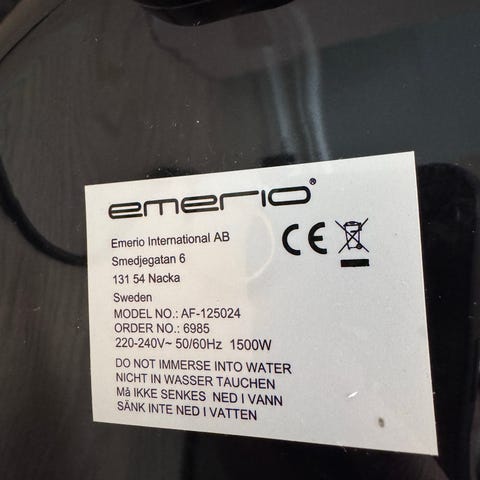 emerio®
Emerio International AB
Smedjegatan 6
131 54 Nacka
Sweden
MODEL NO.: AF-125024
ORDER NO.: 6985
220-240V~ 50/60Hz 1500W
DO NOT IMMERSE INTO WATER
NICHT IN WASSER TAUCHEN
Må IKKE SENKES NED I VANN
SÄNK INTE NED I VATTEN
CE